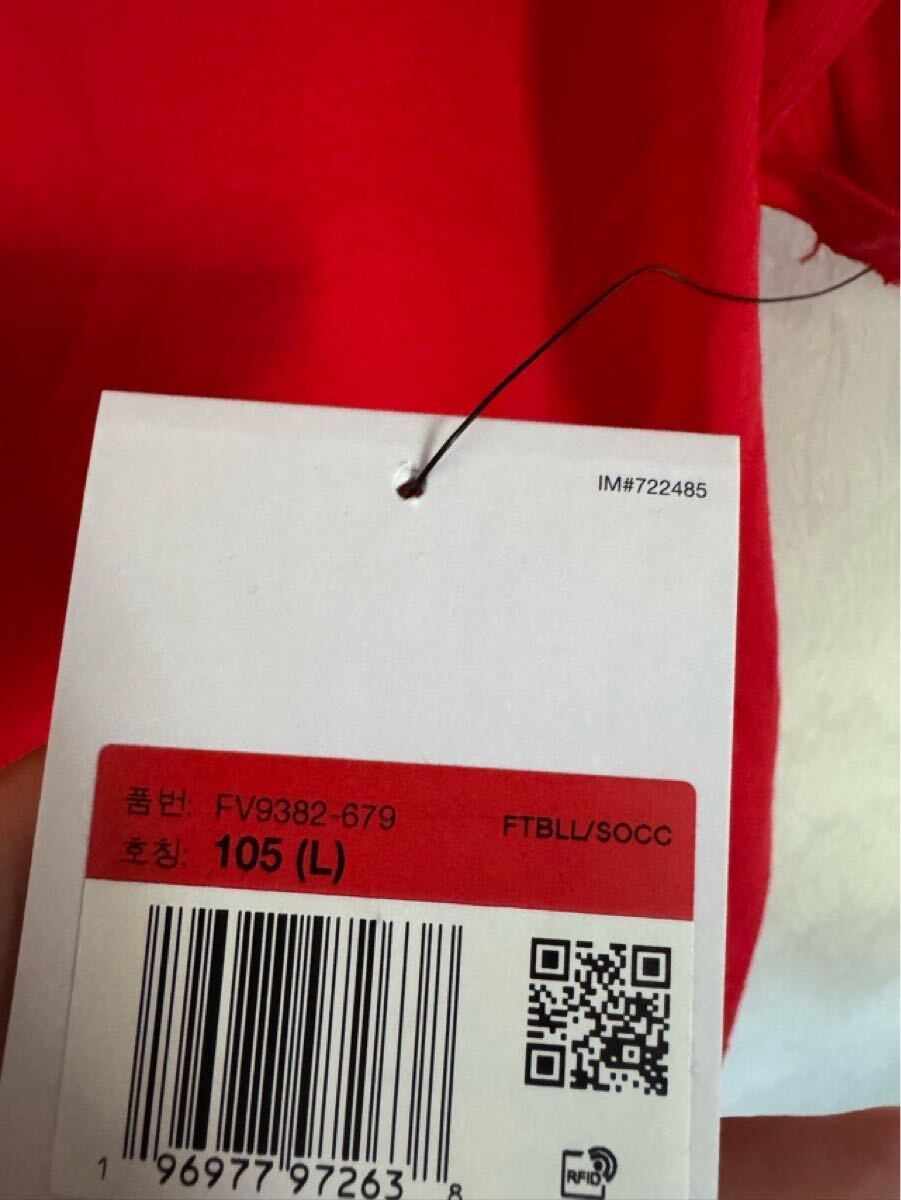 IM#722485
품번: FV9382-679
FTBLL/SOCC
호칭: 105 (L)
1 96977 97263 8
RFID